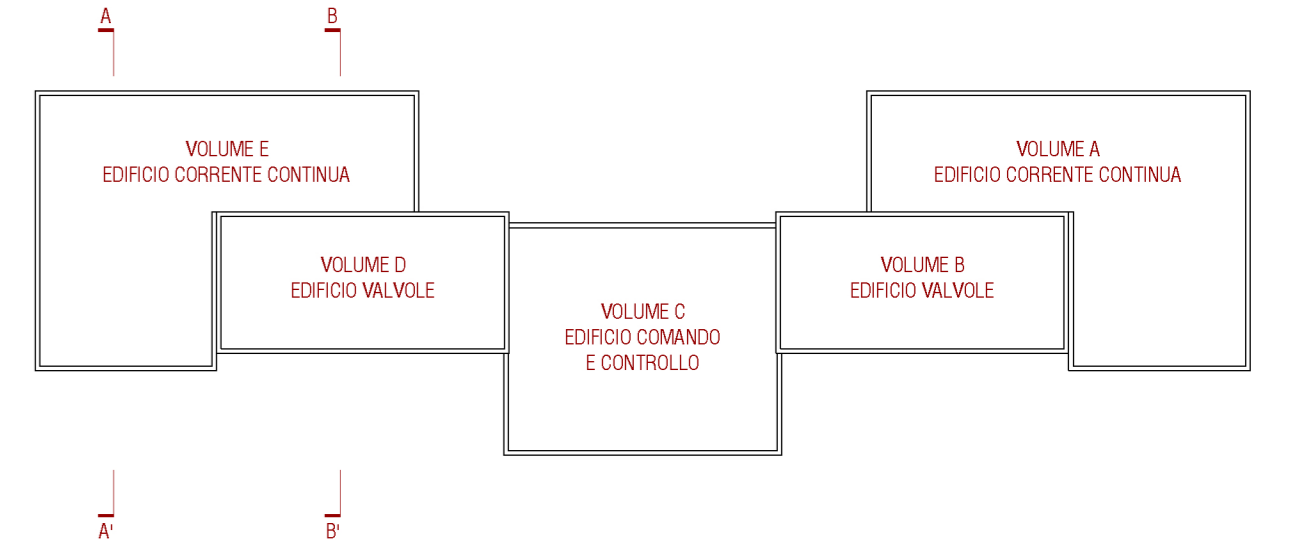 A
B
VOLUME E
EDIFICIO CORRENTE CONTINUA
VOLUME A
EDIFICIO CORRENTE CONTINUA
VOLUME D
EDIFICIO VALVOLE
VOLUME B
EDIFICIO VALVOLE
VOLUME C
EDIFICIO COMANDO
E CONTROLLO
A'
B'